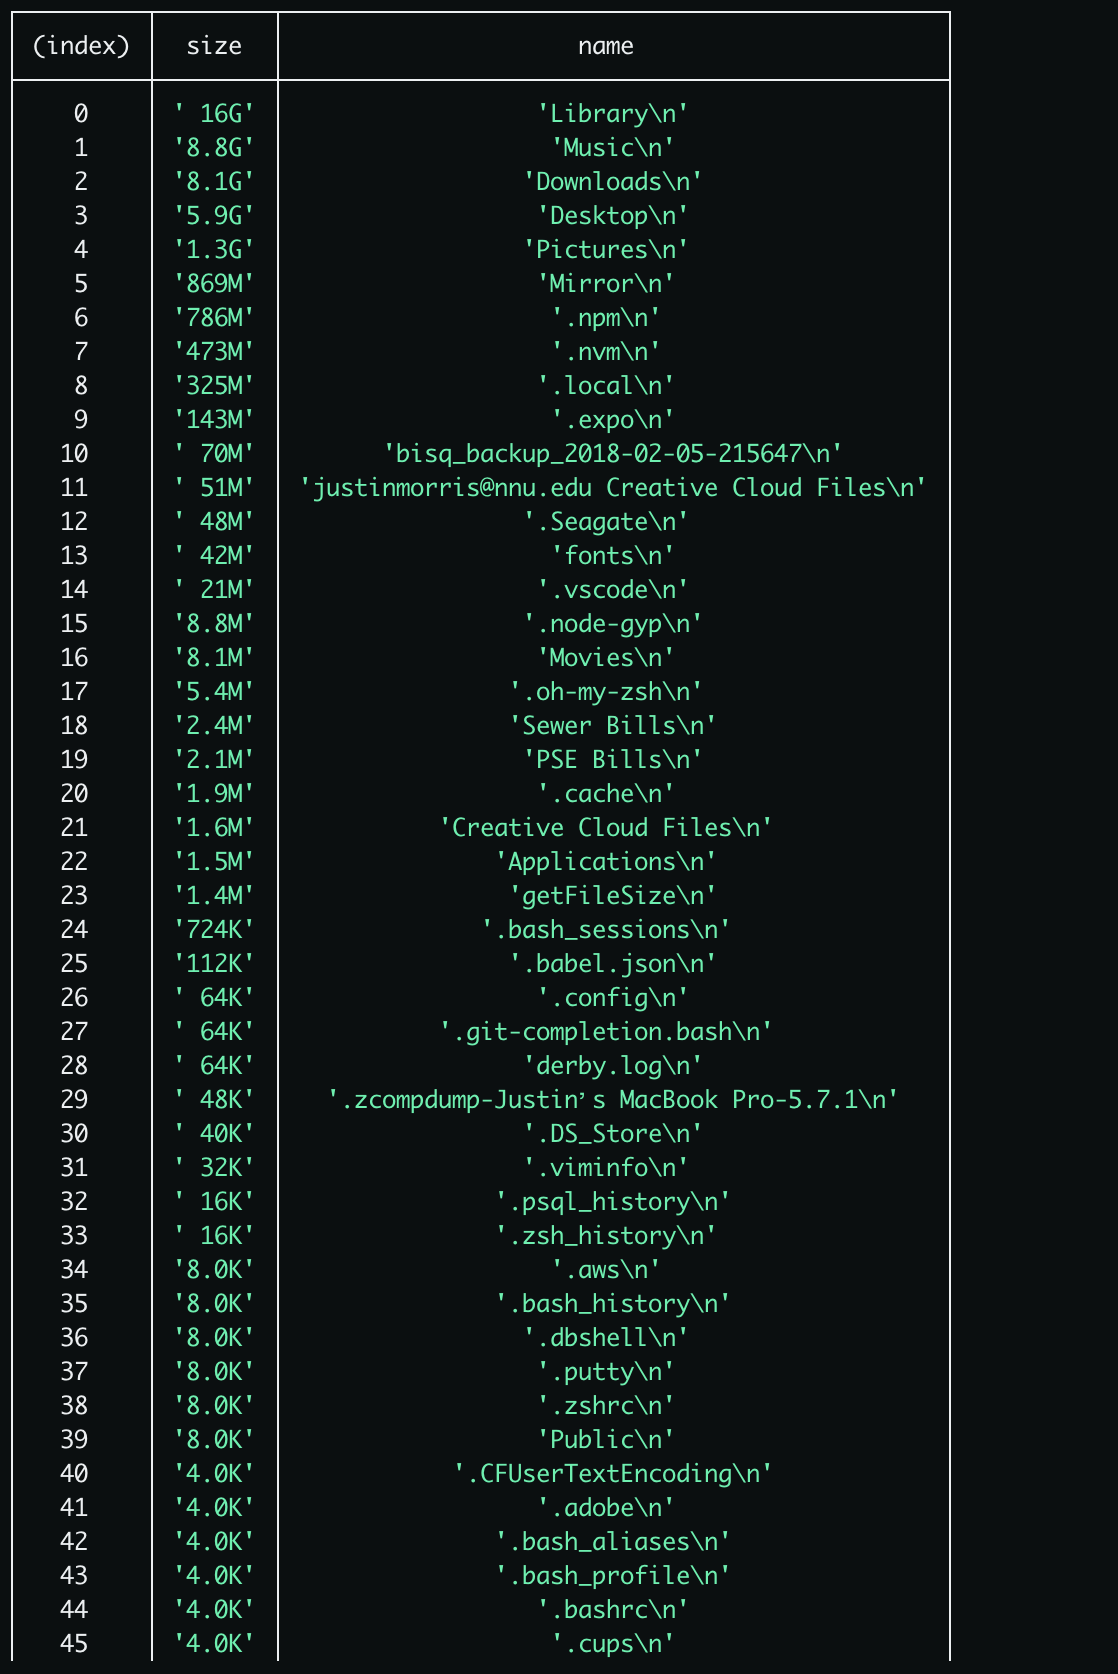 (index) size name
0 ' 16G' 'Library\n'
1 '8.8G' 'Music\n'
2 '8.1G' 'Downloads\n'
3 '5.9G' 'Desktop\n'
4 '1.3G' 'Pictures\n'
5 '869M' 'Mirror\n'
6 '786M' '.npm\n'
7 '473M' '.nvm\n'
8 '325M' '.local\n'
9 '143M' '.expo\n'
10 ' 70M' 'bisq_backup_2018-02-05-215647\n'
11 ' 51M' 'justinmorris@nnu.edu Creative Cloud Files\n'
12 ' 48M' '.Seagate\n'
13 ' 42M' 'fonts\n'
14 ' 21M' '.vscode\n'
15 '8.8M' '.node-gyp\n'
16 '8.1M' 'Movies\n'
17 '5.4M' '.oh-my-zsh\n'
18 '2.4M' 'Sewer Bills\n'
19 '2.1M' 'PSE Bills\n'
20 '1.9M' '.cache\n'
21 '1.6M' 'Creative Cloud Files\n'
22 '1.5M' 'Applications\n'
23 '1.4M' 'getFileSize\n'
24 '724K' '.bash_sessions\n'
25 '112K' '.babel.json\n'
26 ' 64K' '.config\n'
27 ' 64K' '.git-completion.bash\n'
28 ' 64K' 'derby.log\n'
29 ' 48K' '.zcompdump-Justin’s MacBook Pro-5.7.1\n'
30 ' 40K' '.DS_Store\n'
31 ' 32K' '.viminfo\n'
32 ' 16K' '.psql_history\n'
33 ' 16K' '.zsh_history\n'
34 '8.0K' '.aws\n'
35 '8.0K' '.bash_history\n'
36 '8.0K' '.dbshell\n'
37 '8.0K' '.putty\n'
38 '8.0K' '.zshrc\n'
39 '8.0K' 'Public\n'
40 '4.0K' '.CFUserTextEncoding\n'
41 '4.0K' '.adobe\n'
42 '4.0K' '.bash_aliases\n'
43 '4.0K' '.bash_profile\n'
44 '4.0K' '.bashrc\n'
45 '4.0K' '.cups\n'